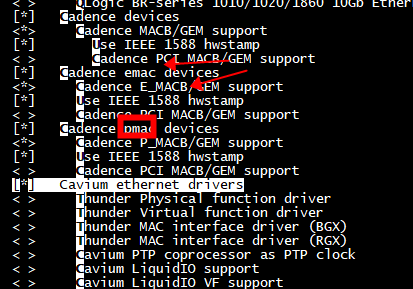 < > QLogic BR-series 1010/1020/1860 10Gb Ethe
[*] Cadence devices
<*> Cadence MACB/GEM support
[*] Use IEEE 1588 hwstamp
< > Cadence PCI MACB/GEM support
[*] Cadence emac devices
<*> Cadence E_MACB/GEM support
[*] Use IEEE 1588 hwstamp
< > Cadence PCI MACB/GEM support
[*] Cadence pmac devices
<*> Cadence P_MACB/GEM support
[*] Use IEEE 1588 hwstamp
< > Cadence PCI MACB/GEM support
[*] Cavium ethernet drivers
< > Thunder Physical function driver
< > Thunder Virtual function driver
< > Thunder MAC interface driver (BGX)
< > Thunder MAC interface driver (RGX)
< > Cavium PTP coprocessor as PTP clock
< > Cavium LiquidIO support
< > Cavium LiquidIO VF support